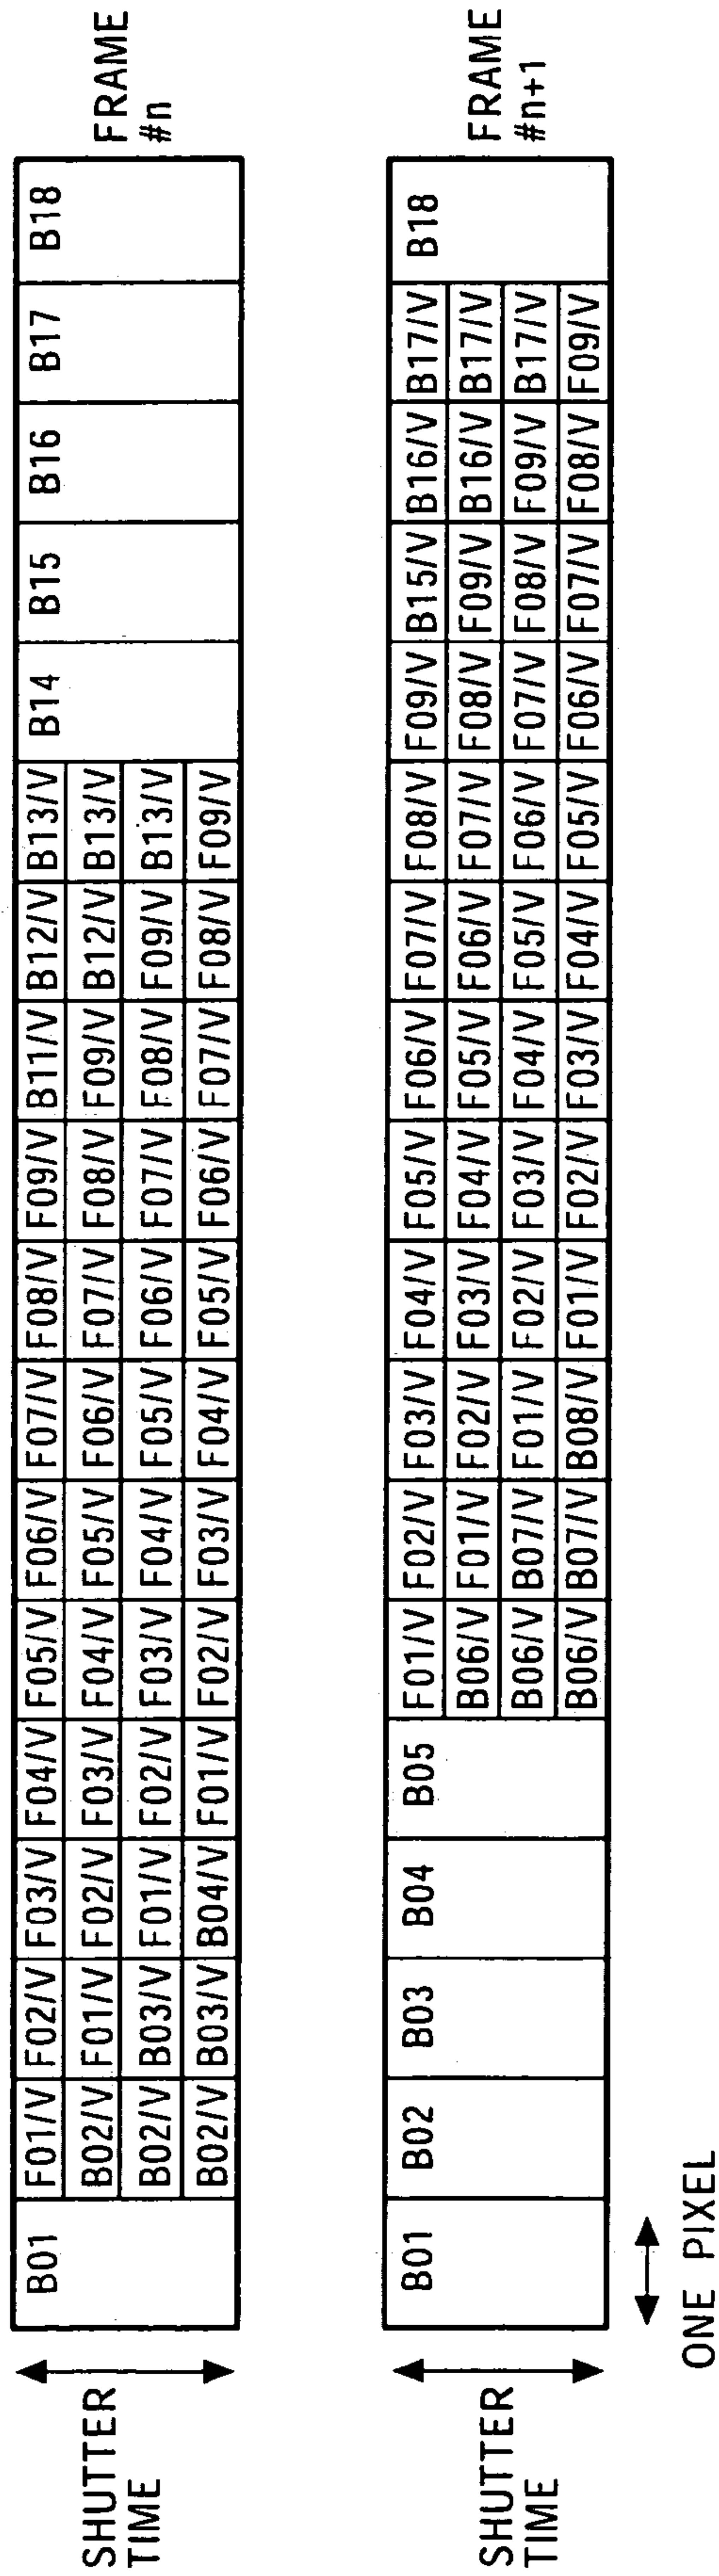 B01 F01/V F02/V F03/V F04/V F05/V F06/V F07/V F08/V F09/V B11/V B12/V B13/V B14 B15 B16 B17 B18
B02/V F01/V F02/V F03/V F04/V F05/V F06/V F07/V F08/V F09/V B12/V B13/V
B02/V B03/V F01/V F02/V F03/V F04/V F05/V F06/V F07/V F08/V F09/V B13/V
B02/V B03/V B04/V F01/V F02/V F03/V F04/V F05/V F06/V F07/V F08/V F09/V
SHUTTER
TIME
FRAME
#n
B01 B02 B03 B04 B05 F01/V F02/V F03/V F04/V F05/V F06/V F07/V F08/V F09/V B15/V B16/V B17/V B18
B06/V F01/V F02/V F03/V F04/V F05/V F06/V F07/V F08/V F09/V B16/V B17/V
B06/V B07/V F01/V F02/V F03/V F04/V F05/V F06/V F07/V F08/V F09/V B17/V
B06/V B07/V B08/V F01/V F02/V F03/V F04/V F05/V F06/V F07/V F08/V F09/V
SHUTTER
TIME
FRAME
#n+1
ONE PIXEL